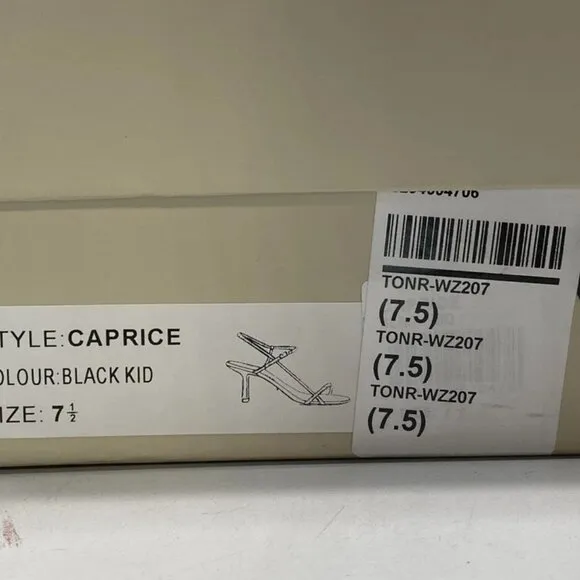 TYLE:CAPRICE
OLOUR:BLACK KID
IZE: 7½
TONR-WZ207
(7.5)
TONR-WZ207
(7.5)
TONR-WZ207
(7.5)